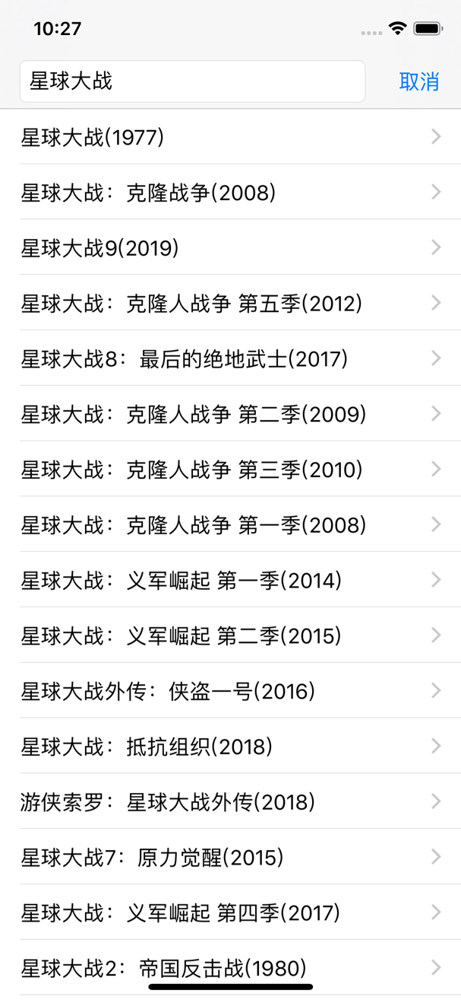 10:27
星球大战 取消
星球大战(1977)
星球大战：克隆战争(2008)
星球大战9(2019)
星球大战：克隆人战争 第五季(2012)
星球大战8：最后的绝地武士(2017)
星球大战：克隆人战争 第二季(2009)
星球大战：克隆人战争 第三季(2010)
星球大战：克隆人战争 第一季(2008)
星球大战：义军崛起 第一季(2014)
星球大战：义军崛起 第二季(2015)
星球大战外传：侠盗一号(2016)
星球大战：抵抗组织(2018)
游侠索罗：星球大战外传(2018)
星球大战7：原力觉醒(2015)
星球大战：义军崛起 第四季(2017)
星球大战2：帝国反击战(1980)